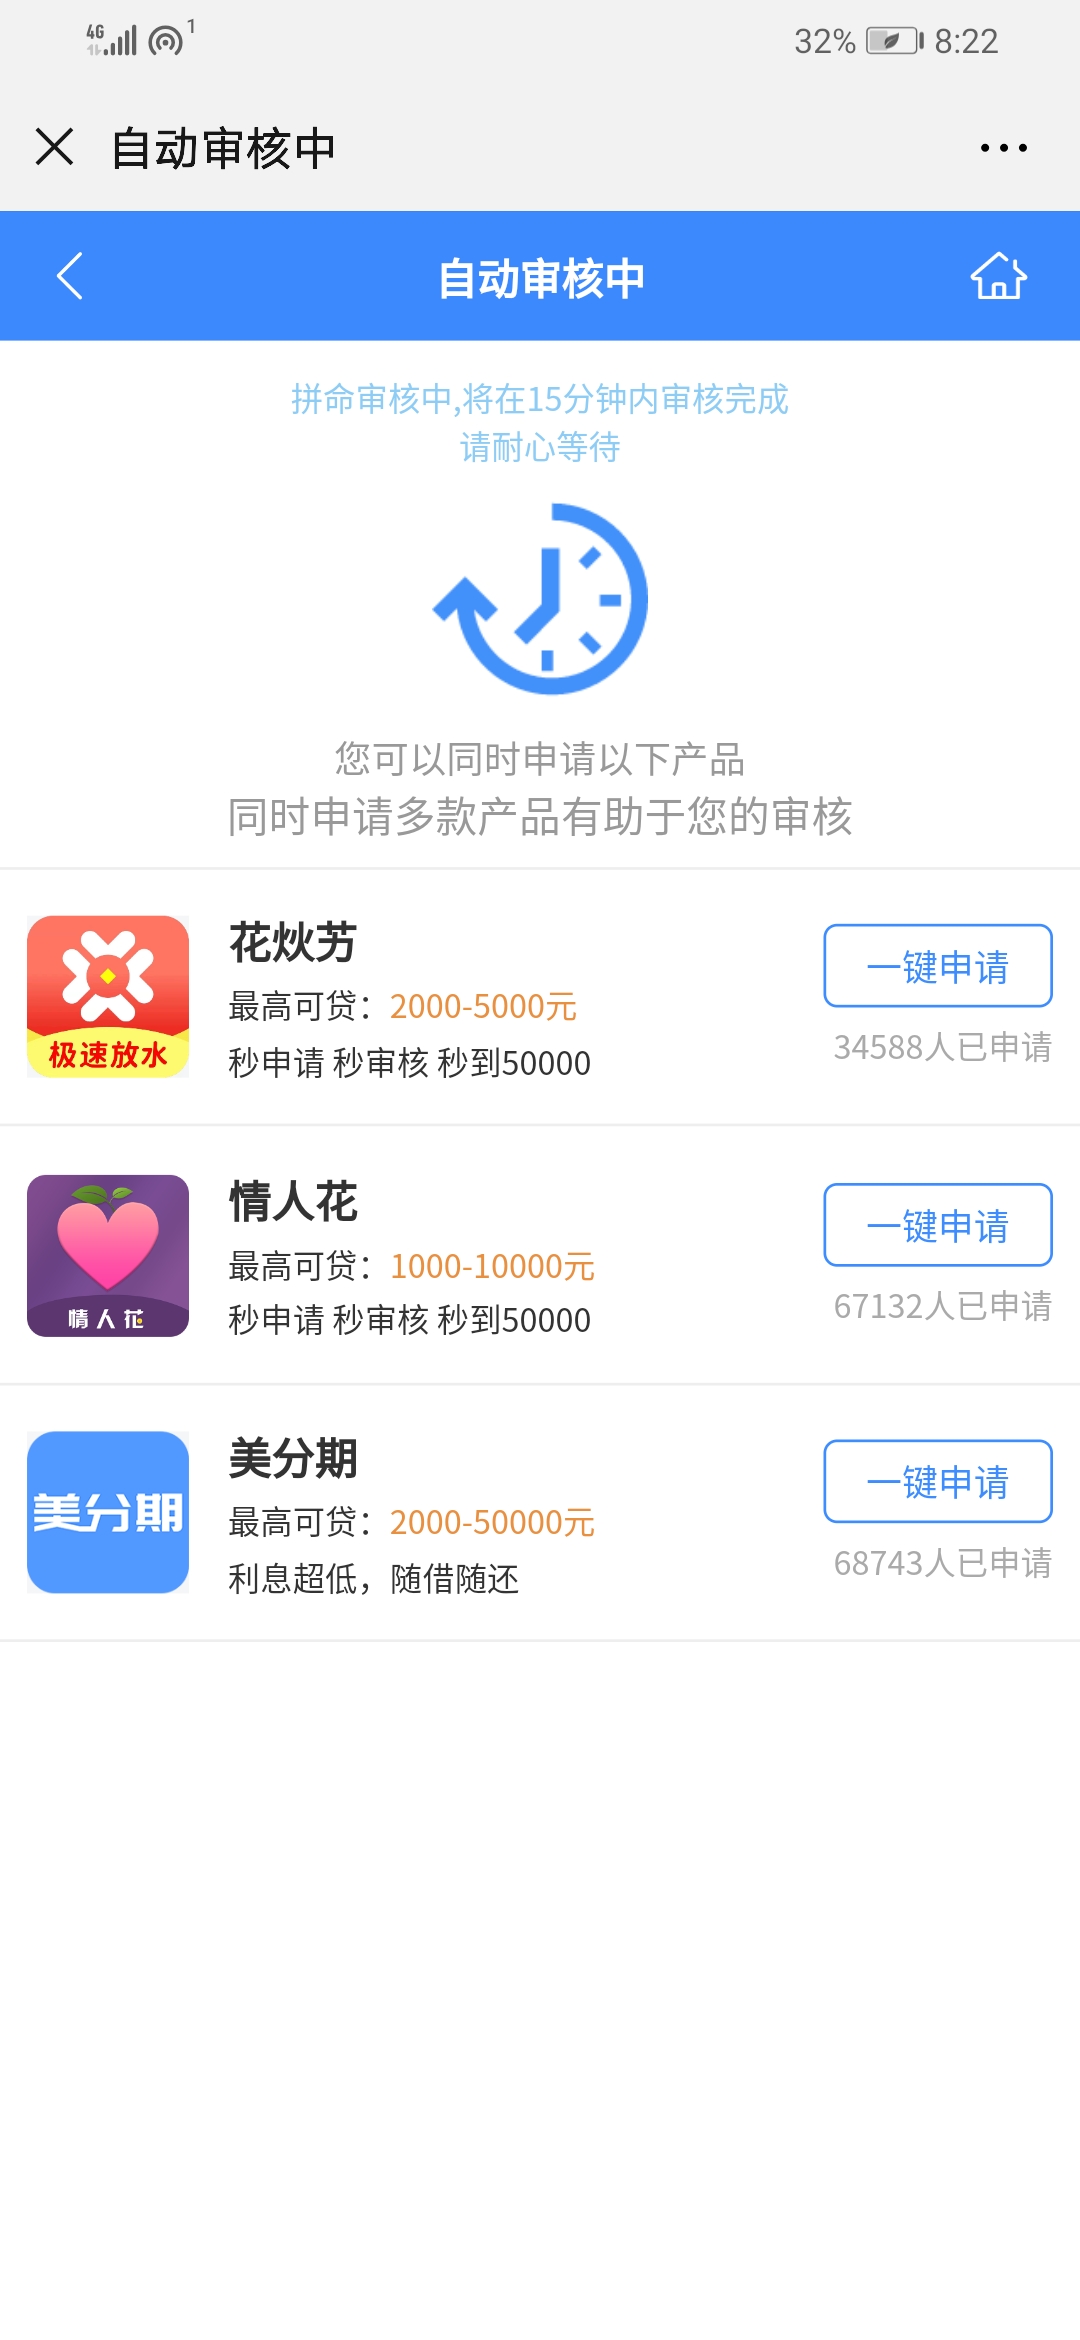 4G
1
32%
8:22
自动审核中
自动审核中
拼命审核中,将在15分钟内审核完成
请耐心等待
您可以同时申请以下产品
同时申请多款产品有助于您的审核
极速放水
花炏艻
最高可贷：2000-5000元
秒申请 秒审核 秒到50000
一键申请
34588人已申请
情人花
情人花
最高可贷：1000-10000元
秒申请 秒审核 秒到50000
一键申请
67132人已申请
美分期
美分期
最高可贷：2000-50000元
利息超低，随借随还
一键申请
68743人已申请